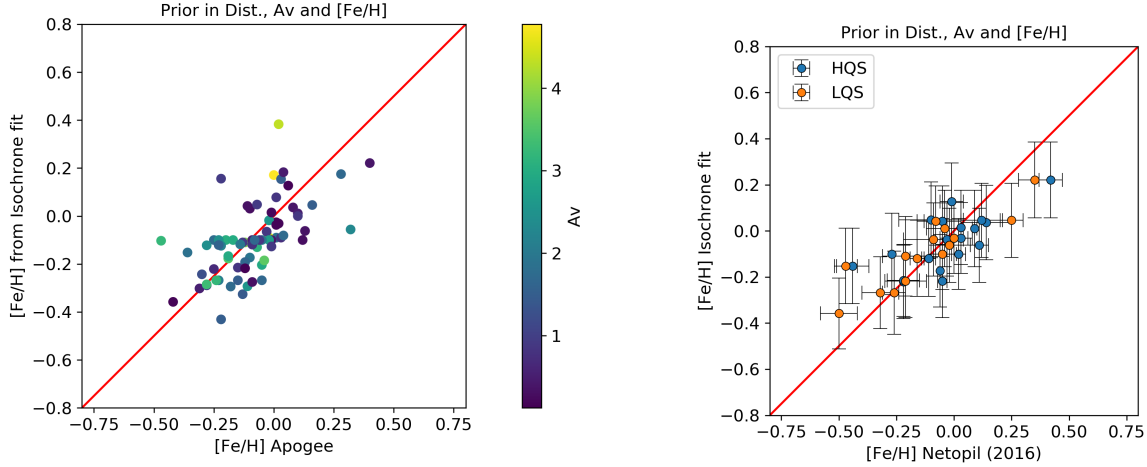 Prior in Dist., Av and [Fe/H]
[Fe/H] from Isochrone fit
0.8
0.6
0.4
0.2
0.0
−0.2
−0.4
−0.6
−0.8
−0.75 −0.50 −0.25 0.00 0.25 0.50 0.75
[Fe/H] Apogee
4
3
2
1
Av
Prior in Dist., Av and [Fe/H]
HQS
LQS
[Fe/H] Isochrone fit
0.8
0.6
0.4
0.2
0.0
−0.2
−0.4
−0.6
−0.8
−0.75 −0.50 −0.25 0.00 0.25 0.50 0.75
[Fe/H] Netopil (2016)